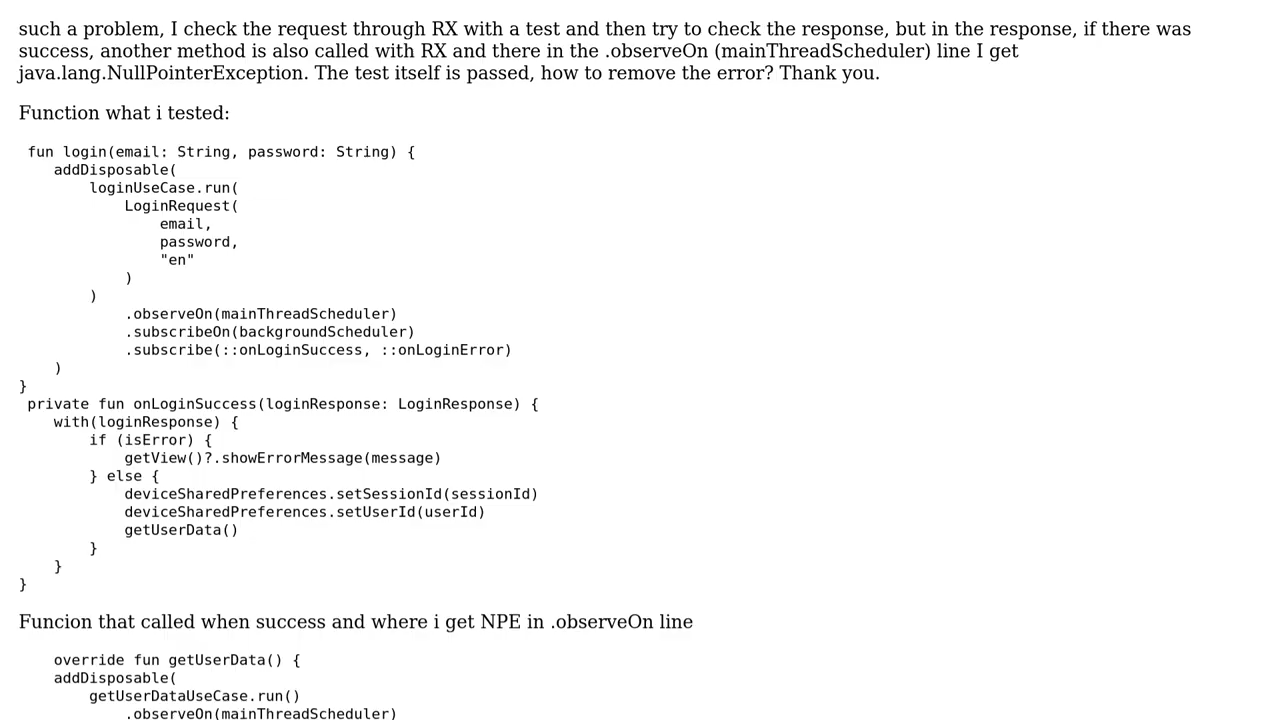 such a problem, I check the request through RX with a test and then try to check the response, but in the response, if there was
success, another method is also called with RX and there in the .observeOn (mainThreadScheduler) line I get
java.lang.NullPointerException. The test itself is passed, how to remove the error? Thank you.
Function what i tested:
fun login(email: String, password: String) {
addDisposable(
loginUseCase.run(
LoginRequest(
email,
password,
"en"
)
)
.observeOn(mainThreadScheduler)
.subscribeOn(backgroundScheduler)
.subscribe(::onLoginSuccess, ::onLoginError)
)
}
private fun onLoginSuccess(loginResponse: LoginResponse) {
with(loginResponse) {
if (isError) {
getView()?.showErrorMessage(message)
} else {
deviceSharedPreferences.setSessionId(sessionId)
deviceSharedPreferences.setUserId(userId)
getUserData()
}
}
}
Funcion that called when success and where i get NPE in .observeOn line
override fun getUserData() {
addDisposable(
getUserDataUseCase.run()
.observeOn(mainThreadScheduler)